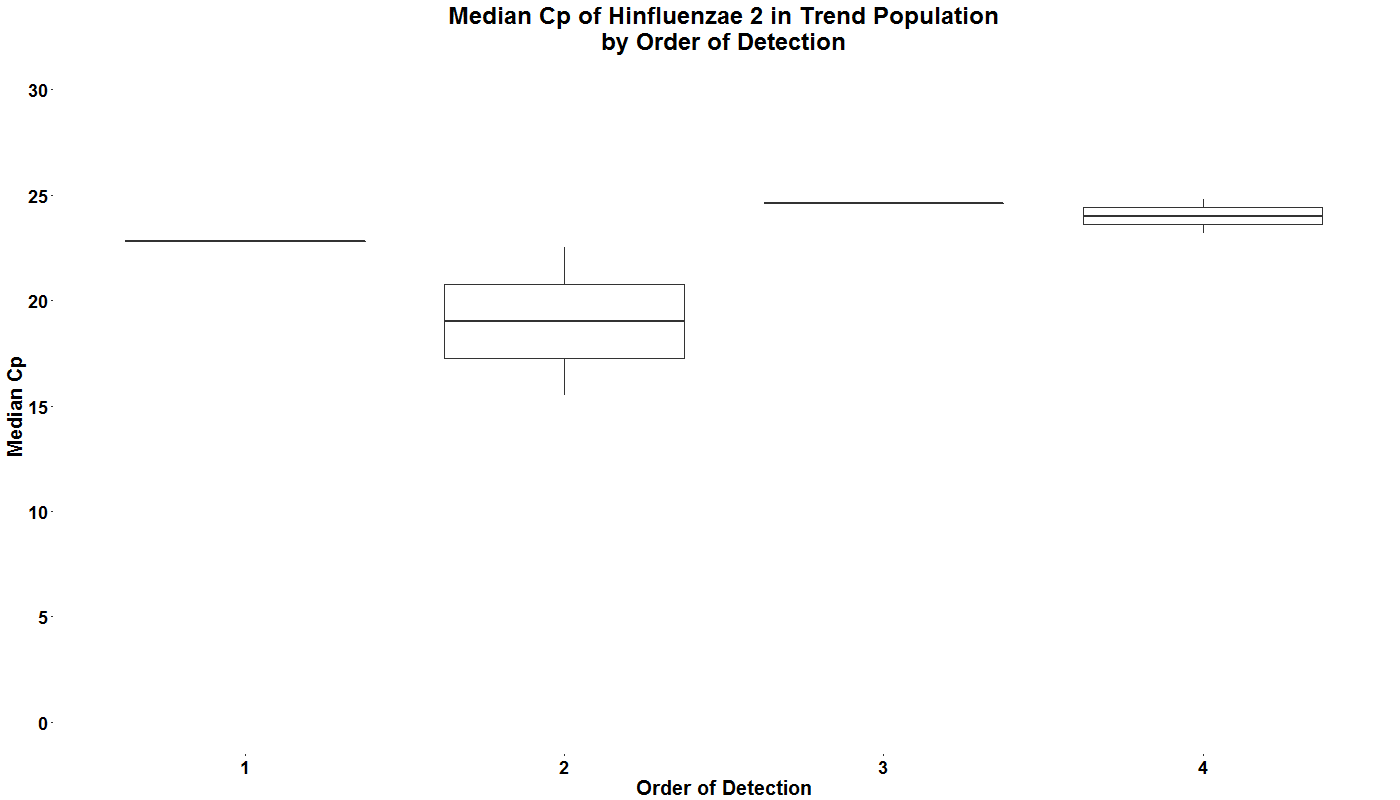 Median Cp of Hinfluenzae 2 in Trend Population
by Order of Detection
30
25
20
15
10
5
0
Median Cp
1 2 3 4
Order of Detection